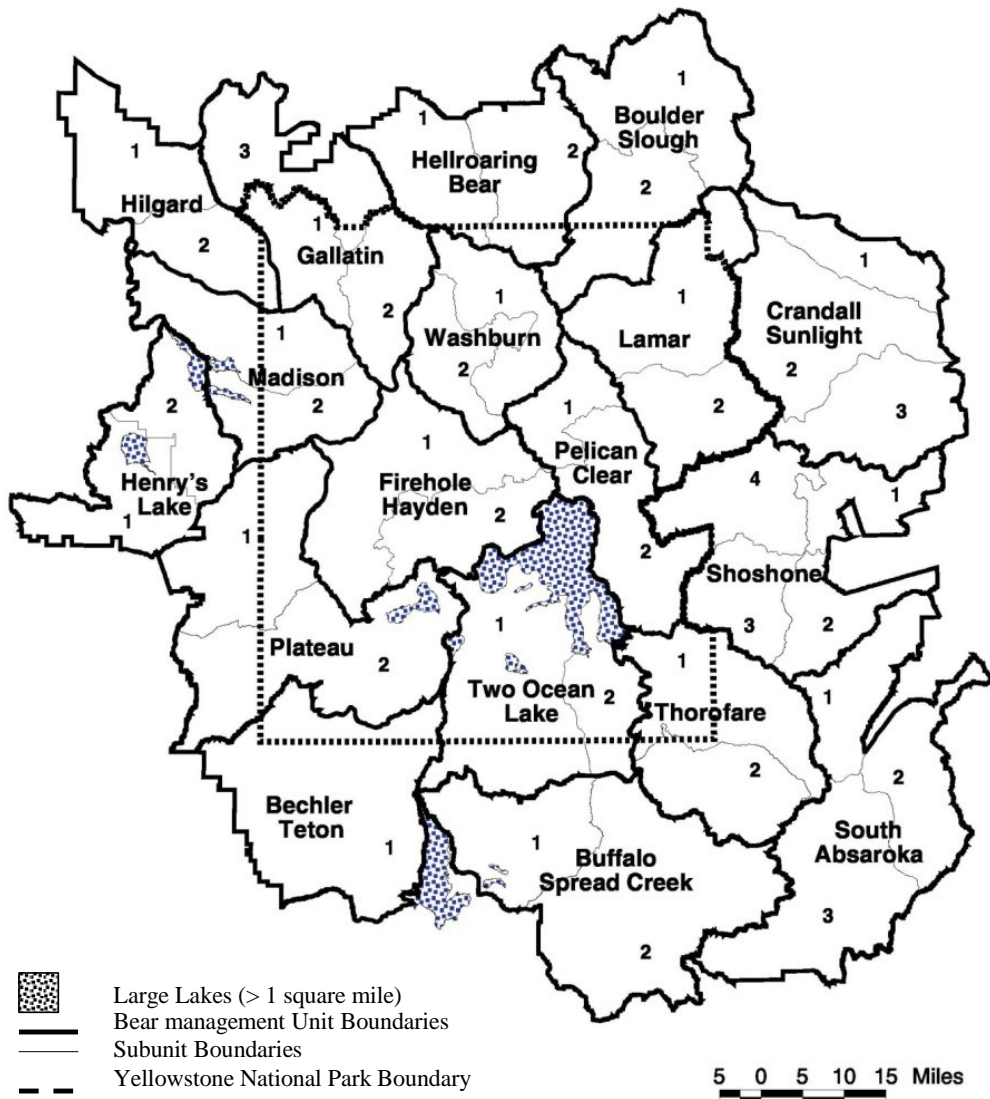 1
Boulder
Slough
2
1
Hellroaring
Bear
2
1
Hilgard
2
3
1
Gallatin
2
1
Washburn
2
1
Lamar
2
1
Crandall
Sunlight
2
3
1
Madison
2
2
Henry's
Lake
1
1
Firehole
Hayden
2
1
Pelican
Clear
2
4
1
Shoshone
3
2
1
Plateau
2
1
Two Ocean
Lake
2
1
Thorofare
2
1
2
South
Absaroka
3
Bechler
Teton
1
1
Buffalo
Spread Creek
2
Large Lakes (> 1 square mile)
Bear management Unit Boundaries
Subunit Boundaries
Yellowstone National Park Boundary
5 0 5 10 15 Miles